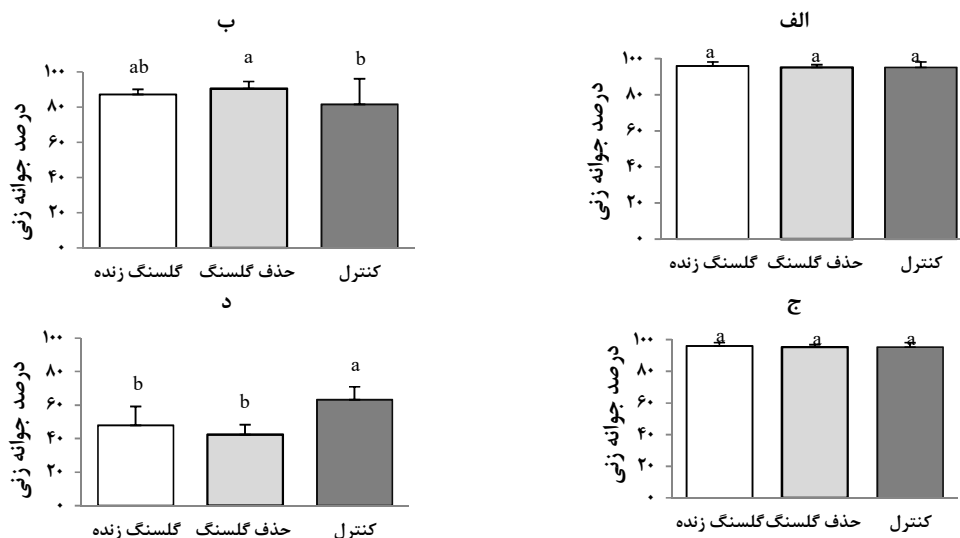 الف
درصد جوانه زنی
۱۰۰
۸۰
۶۰
۴۰
۲۰
۰
a
a
a
گلسنگ زنده
حذف گلسنگ
کنترل
ب
درصد جوانه زنی
۱۰۰
۸۰
۶۰
۴۰
۲۰
۰
ab
a
b
گلسنگ زنده
حذف گلسنگ
کنترل
ج
درصد جوانه زنی
۱۰۰
۸۰
۶۰
۴۰
۲۰
۰
a
a
a
گلسنگ زنده
حذف گلسنگ
کنترل
د
درصد جوانه زنی
۱۰۰
۸۰
۶۰
۴۰
۲۰
۰
b
b
a
گلسنگ زنده
حذف گلسنگ
کنترل